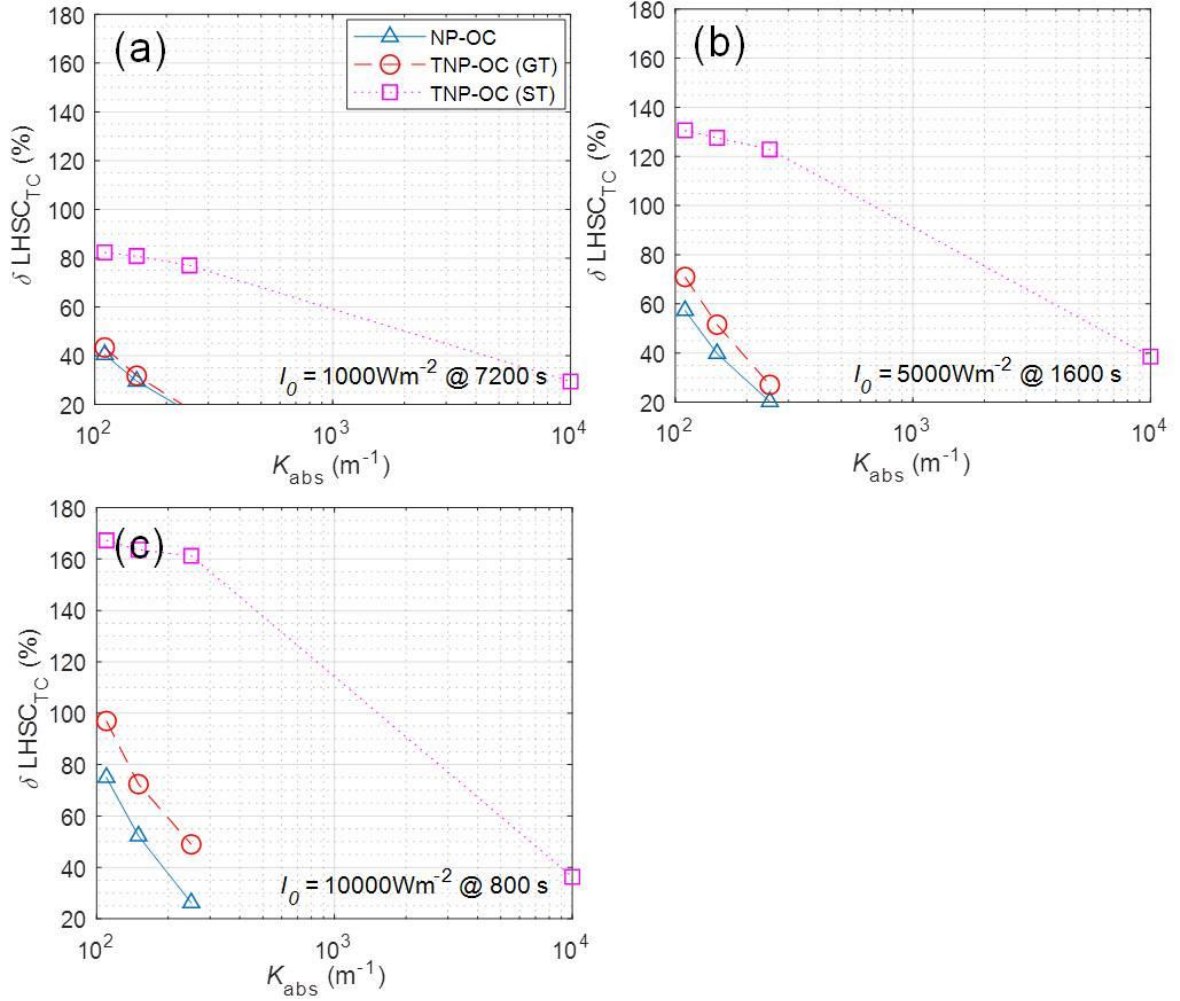 (a)
NP-OC
TNP-OC (GT)
TNP-OC (ST)
180
160
140
120
100
80
60
40
20
δ LHSC_TC (%)
I_0 = 1000Wm^-2 @ 7200 s
10^2
10^3
10^4
K_abs (m^-1)
(b)
180
160
140
120
100
80
60
40
20
δ LHSC_TC (%)
I_0 = 5000Wm^-2 @ 1600 s
10^2
10^3
10^4
K_abs (m^-1)
(c)
180
160
140
120
100
80
60
40
20
δ LHSC_TC (%)
I_0 = 10000Wm^-2 @ 800 s
10^2
10^3
10^4
K_abs (m^-1)